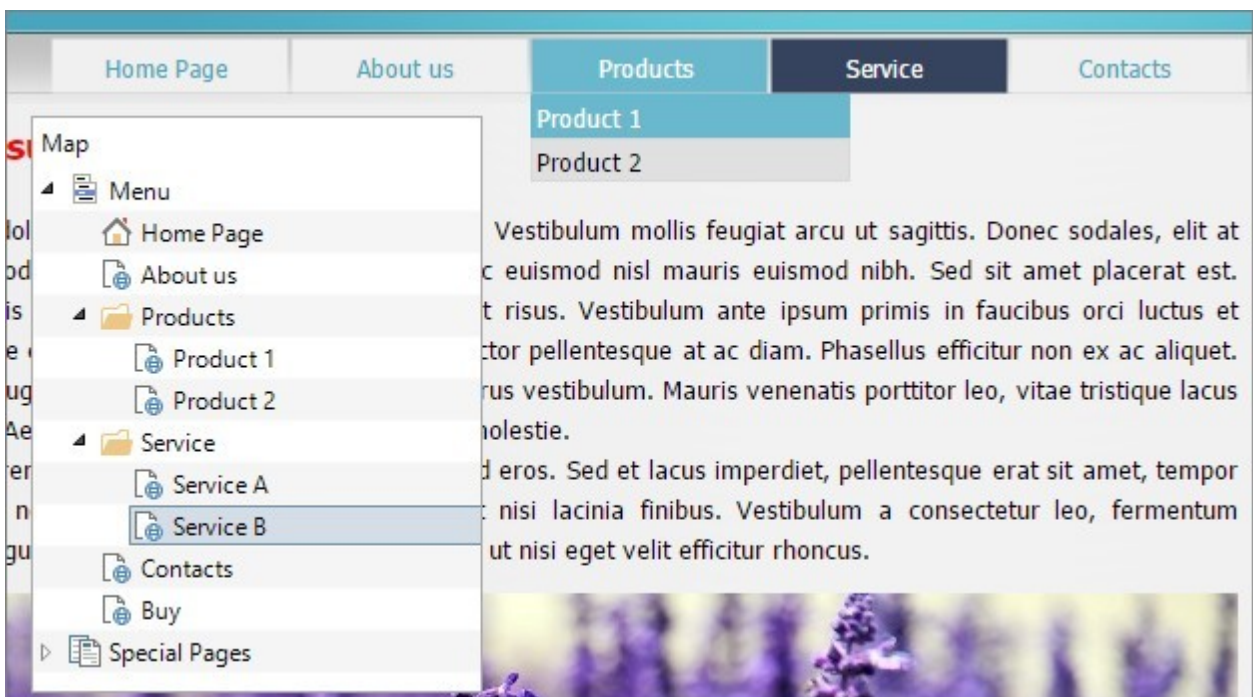 Home Page About us Products Service Contacts
Product 1
Product 2
Map
Menu
Home Page
About us
Products
Product 1
Product 2
Service
Service A
Service B
Contacts
Buy
Special Pages
Vestibulum mollis feugiat arcu ut sagittis. Donec sodales, elit at
euismod nisl mauris euismod nibh. Sed sit amet placerat est.
risus. Vestibulum ante ipsum primis in faucibus orci luctus et
pellentesque at ac diam. Phasellus efficitur non ex ac aliquet.
vestibulum. Mauris venenatis porttitor leo, vitae tristique lacus
eros. Sed et lacus imperdiet, pellentesque erat sit amet, tempor
nisi lacinia finibus. Vestibulum a consectetur leo, fermentum
ut nisi eget velit efficitur rhoncus.